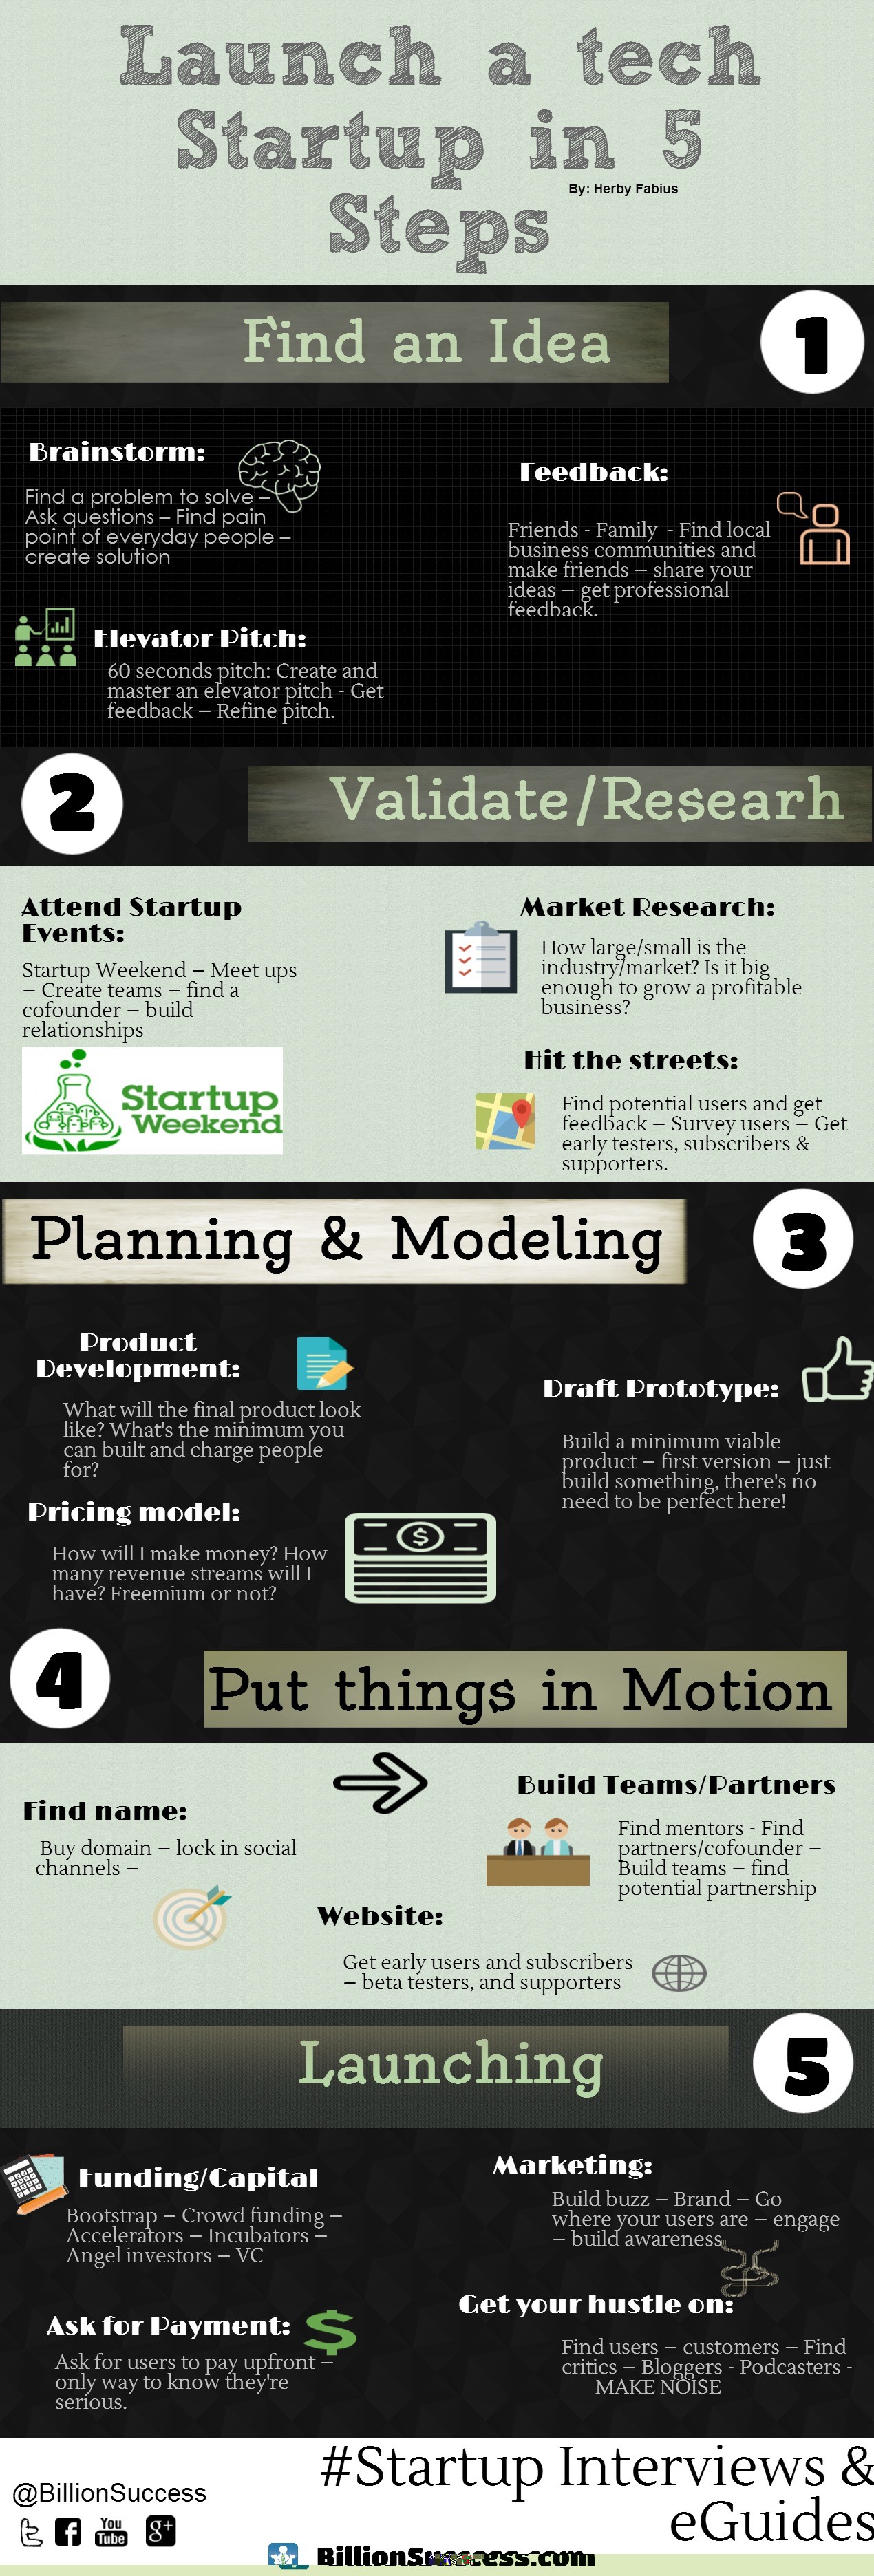 Launch a tech
Startup in 5
Steps
By: Herby Fabius
Find an Idea
1
Brainstorm:
Find a problem to solve –
Ask questions – Find pain
point of everyday people –
create solution
Feedback:
Friends - Family - Find local
business communities and
make friends – share your
ideas – get professional
feedback.
Elevator Pitch:
60 seconds pitch: Create and
master an elevator pitch - Get
feedback – Refine pitch.
2
Validate/Researh
Attend Startup
Events:
Startup Weekend – Meet ups
– Create teams – find a
cofounder – build
relationships
Startup
Weekend
Market Research:
How large/small is the
industry/market? Is it big
enough to grow a profitable
business?
Hit the streets:
Find potential users and get
feedback – Survey users – Get
early testers, subscribers &
supporters.
Planning & Modeling
3
Product
Development:
What will the final product look
like? What's the minimum you
can built and charge people
for?
Draft Prototype:
Build a minimum viable
product – first version – just
build something, there's no
need to be perfect here!
Pricing model:
How will I make money? How
many revenue streams will I
have? Freemium or not?
4
Put things in Motion
Find name:
Buy domain – lock in social
channels –
Build Teams/Partners
Find mentors - Find
partners/cofounder –
Build teams – find
potential partnership
Website:
Get early users and subscribers
– beta testers, and supporters
Launching
5
Funding/Capital
Bootstrap – Crowd funding –
Accelerators – Incubators –
Angel investors – VC
Marketing:
Build buzz – Brand – Go
where your users are – engage
– build awareness
Ask for Payment:
Ask for users to pay upfront –
only way to know they're
serious.
Get your hustle on:
Find users – customers – Find
critics – Bloggers - Podcasters -
MAKE NOISE
#Startup Interviews &
eGuides
@BillionSuccess
You
Tube
g+
BillionSuccess.com